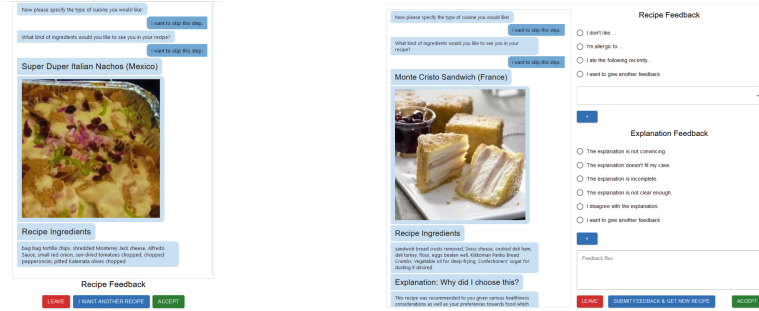 Now please specify the type of cuisine you would like!
I want to skip this step.
What kind of ingredients would you like to see in your recipe?
I want to skip this step.
Super Duper Italian Nachos (Mexico)
Recipe Ingredients
bag bag tortilla chips, shredded Monterey Jack cheese, Alfredo
Sauce, small red onion, sun-dried tomatoes chopped, chopped
pepperoncini, pitted Kalamata olives chopped
Recipe Feedback
LEAVE
I WANT ANOTHER RECIPE
ACCEPT
Now please specify the type of cuisine you would like!
I want to skip this step.
What kind of ingredients would you like to see in your
recipe?
I want to skip this step.
Monte Cristo Sandwich (France)
Recipe Ingredients
sandwich bread crusts removed, Swiss cheese, cooked deli ham,
deli turkey, flour, eggs beaten well, Kikkoman Panko Bread
Crumbs, vegetable oil for deep-frying, Confectioners' sugar for
dusting if desired
Explanation: Why did I choose this?
This recipe was recommended to you given various healthiness
considerations as well as your preferences towards food which
Recipe Feedback
I don't like ...
I'm allergic to ...
I ate the following recently...
I want to give another feedback
+
Explanation Feedback
The explanation is not convincing.
The explanation doesn't fit my case.
The explanation is incomplete.
The explanation is not clear enough.
I disagree with the explanation.
I want to give another feedback
+
Feedback Box
LEAVE
SUBMIT FEEDBACK & GET NEW RECIPE
ACCEPT